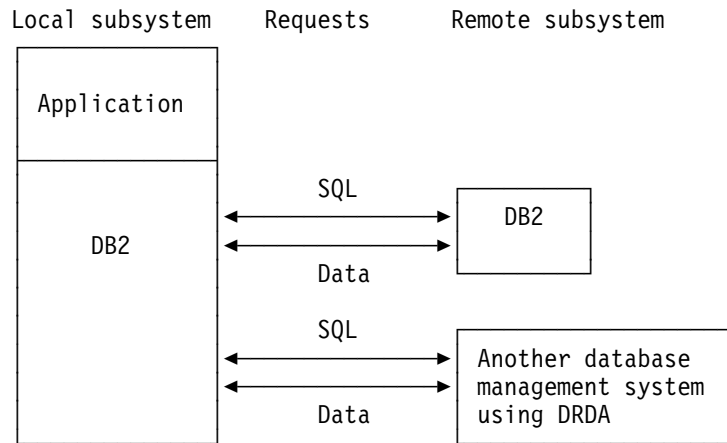 Local subsystem
Requests
Remote subsystem
Application
SQL
DB2
DB2
Data
SQL
Another database
management system
using DRDA
Data